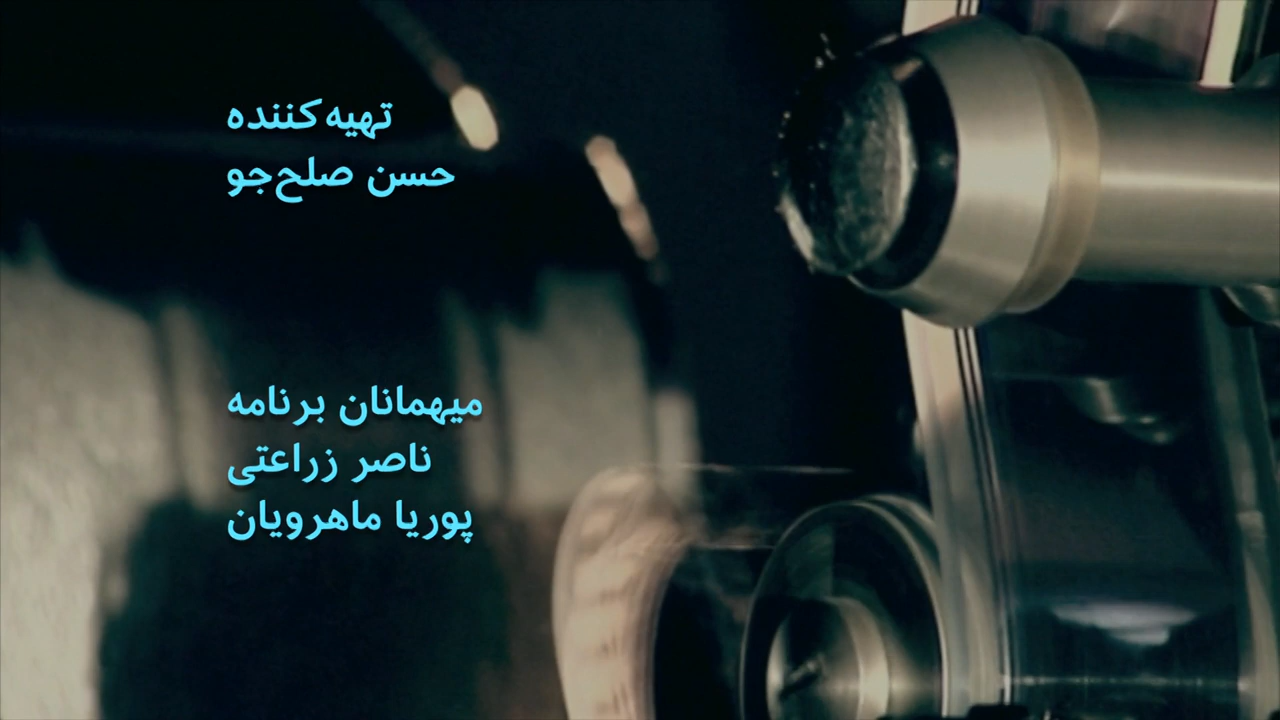 تهیه‌کننده
حسن صلح‌جو
میهمانان برنامه
ناصر زراعتی
پوریا ماهرویان